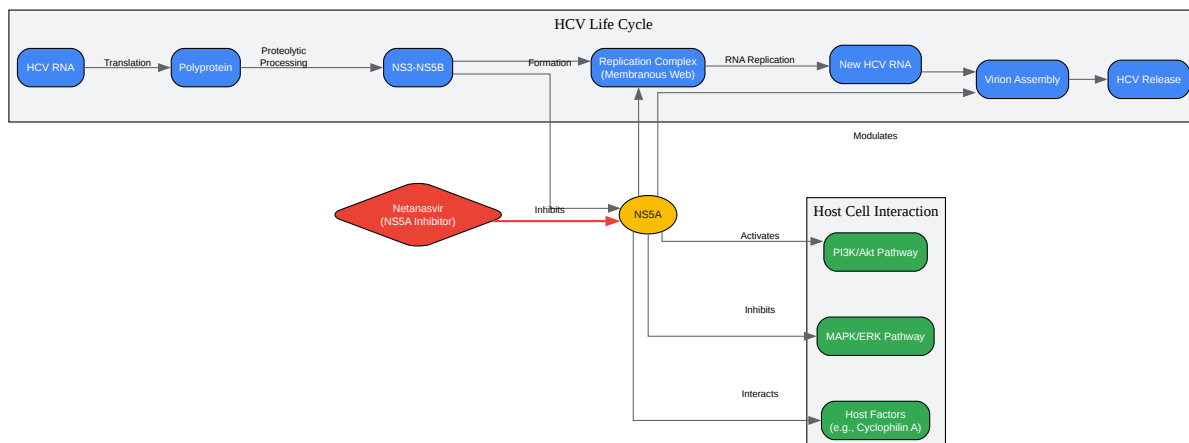 HCV Life Cycle
HCV RNA
Translation
Polyprotein
Proteolytic
Processing
NS3-NS5B
Formation
Replication Complex
(Membranous Web)
RNA Replication
New HCV RNA
Virion Assembly
HCV Release
Modulates
Netanasvir
(NS5A Inhibitor)
Inhibits
NS5A
Host Cell Interaction
Activates
PI3K/Akt Pathway
Inhibits
MAPK/ERK Pathway
Interacts
Host Factors
(e.g., Cyclophilin A)